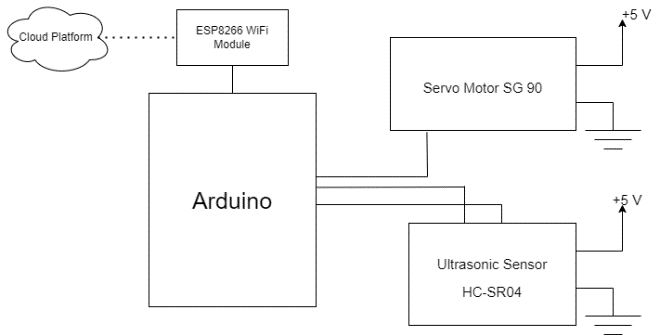 Cloud Platform
ESP8266 WiFi
Module
+5 V
Servo Motor SG 90
Arduino
+5 V
Ultrasonic Sensor
HC-SR04